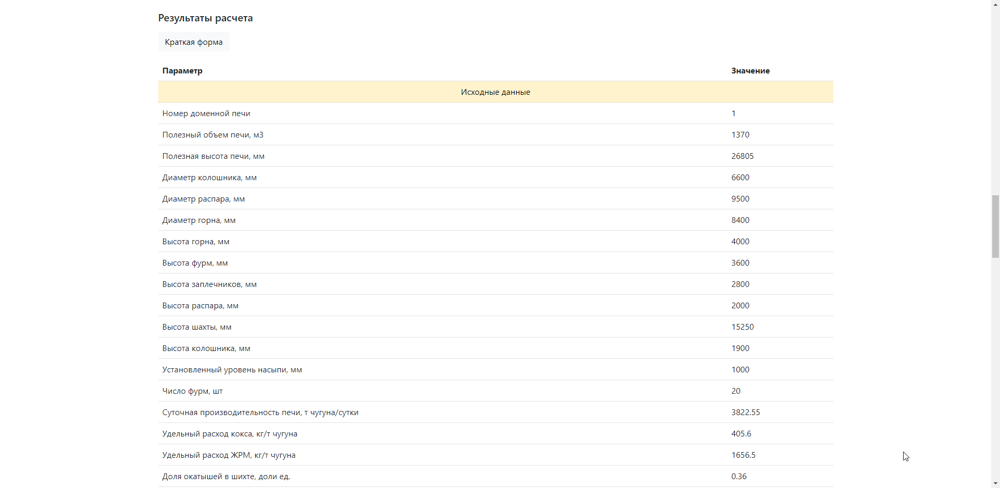 Результаты расчета
Краткая форма
Параметр Значение
Исходные данные
Номер доменной печи 1
Полезный объем печи, м3 1370
Полезная высота печи, мм 26805
Диаметр колошника, мм 6600
Диаметр распара, мм 9500
Диаметр горна, мм 8400
Высота горна, мм 4000
Высота фурм, мм 3600
Высота заплечников, мм 2800
Высота распара, мм 2000
Высота шахты, мм 15250
Высота колошника, мм 1900
Установленный уровень насыпи, мм 1000
Число фурм, шт 20
Суточная производительность печи, т чугуна/сутки 3822.55
Удельный расход кокса, кг/т чугуна 405.6
Удельный расход ЖРМ, кг/т чугуна 1656.5
Доля окатышей в шихте, доли ед. 0.36